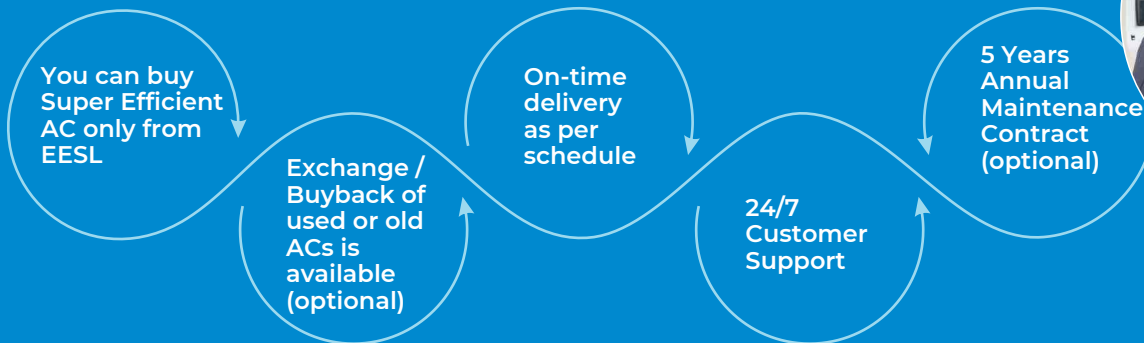 You can buy
Super Efficient
AC only from
EESL
Exchange /
Buyback of
used or old
ACs is
available
(optional)
On-time
delivery
as per
schedule
24/7
Customer
Support
5 Years
Annual
Maintenance
Contract
(optional)